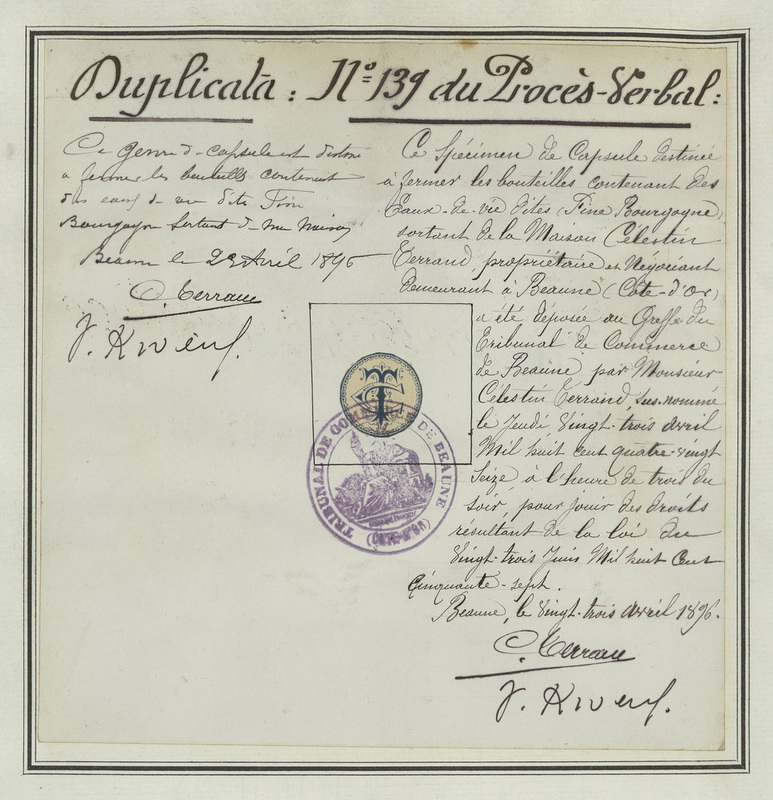 Duplicata : N° 139 du Procès-Verbal :
Ce genre de capsule est destiné
a fermer les bouteilles contenant
des eaux de vie dites Fine
Bourgogne sortant de ma maison
Beaune le 23 Avril 1896
C. Terrand
Ce Spécimen de Capsule destinée
à fermer les bouteilles contenant des
Eaux-de-vie dites (Fine Bourgogne)
sortant de la Maison Célestin
Terrand, propriétaire et Négociant
demeurant à Beaune (Côte-d'Or)
a été déposée au Greffe du
Tribunal de Commerce
de Beaune par Monsieur
Célestin Terrand, sus-nommé
le Jeudi Vingt-trois avril
Mil huit cent quatre-vingt
Seize, à l'heure de trois du
soir, pour jouir des droits
résultant de la loi du
Vingt-trois Juin Mil huit Cent
Cinquante-sept.
Beaune, le Vingt-trois avril 1896.
C. Terrand
TRIBUNAL DE COMMERCE DE BEAUNE
(CÔTE-D'OR)